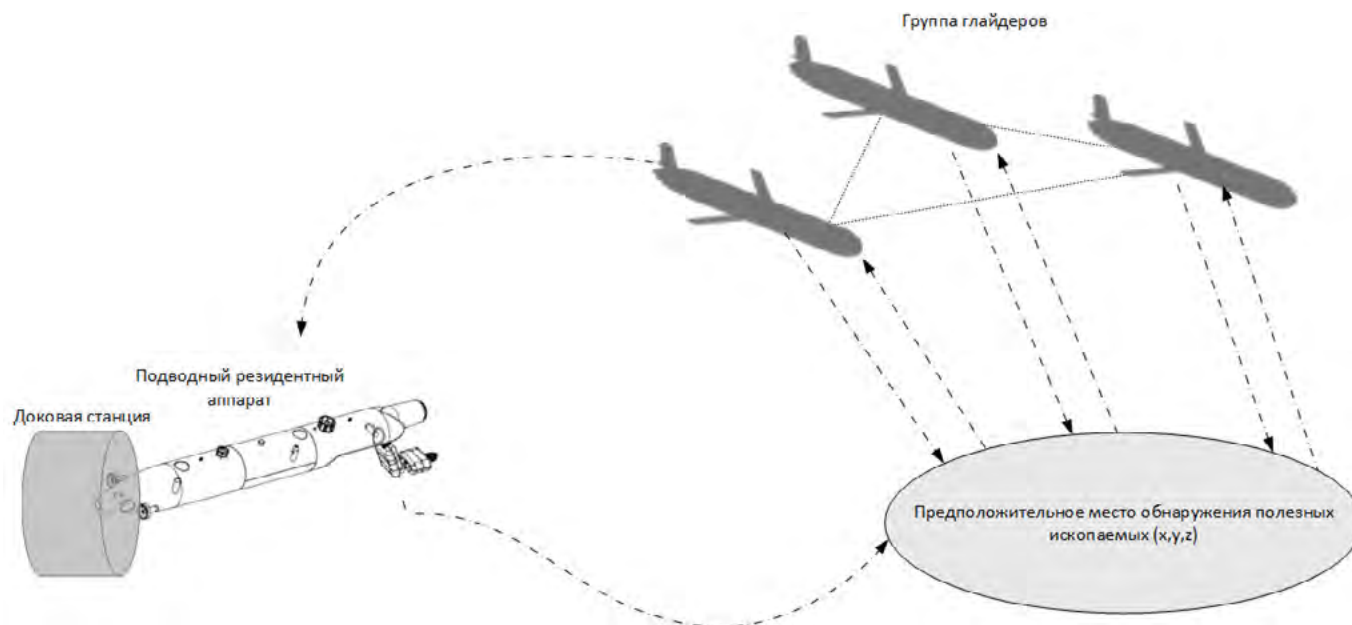 Группа глайдеров
Подводный резидентный
аппарат
Доковая станция
Предположительное место обнаружения полезных
ископаемых (x,y,z)